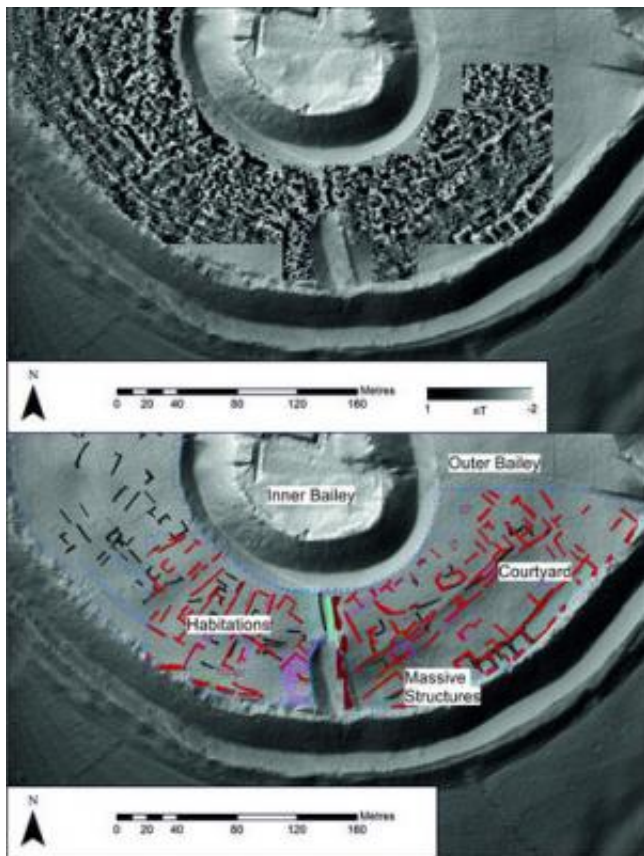 N
Metres
0 20 40 80 120 160
1 nT -2
Outer Bailey
Inner Bailey
Courtyard
Habitations
Massive
Structures
N
Metres
0 20 40 80 120 160